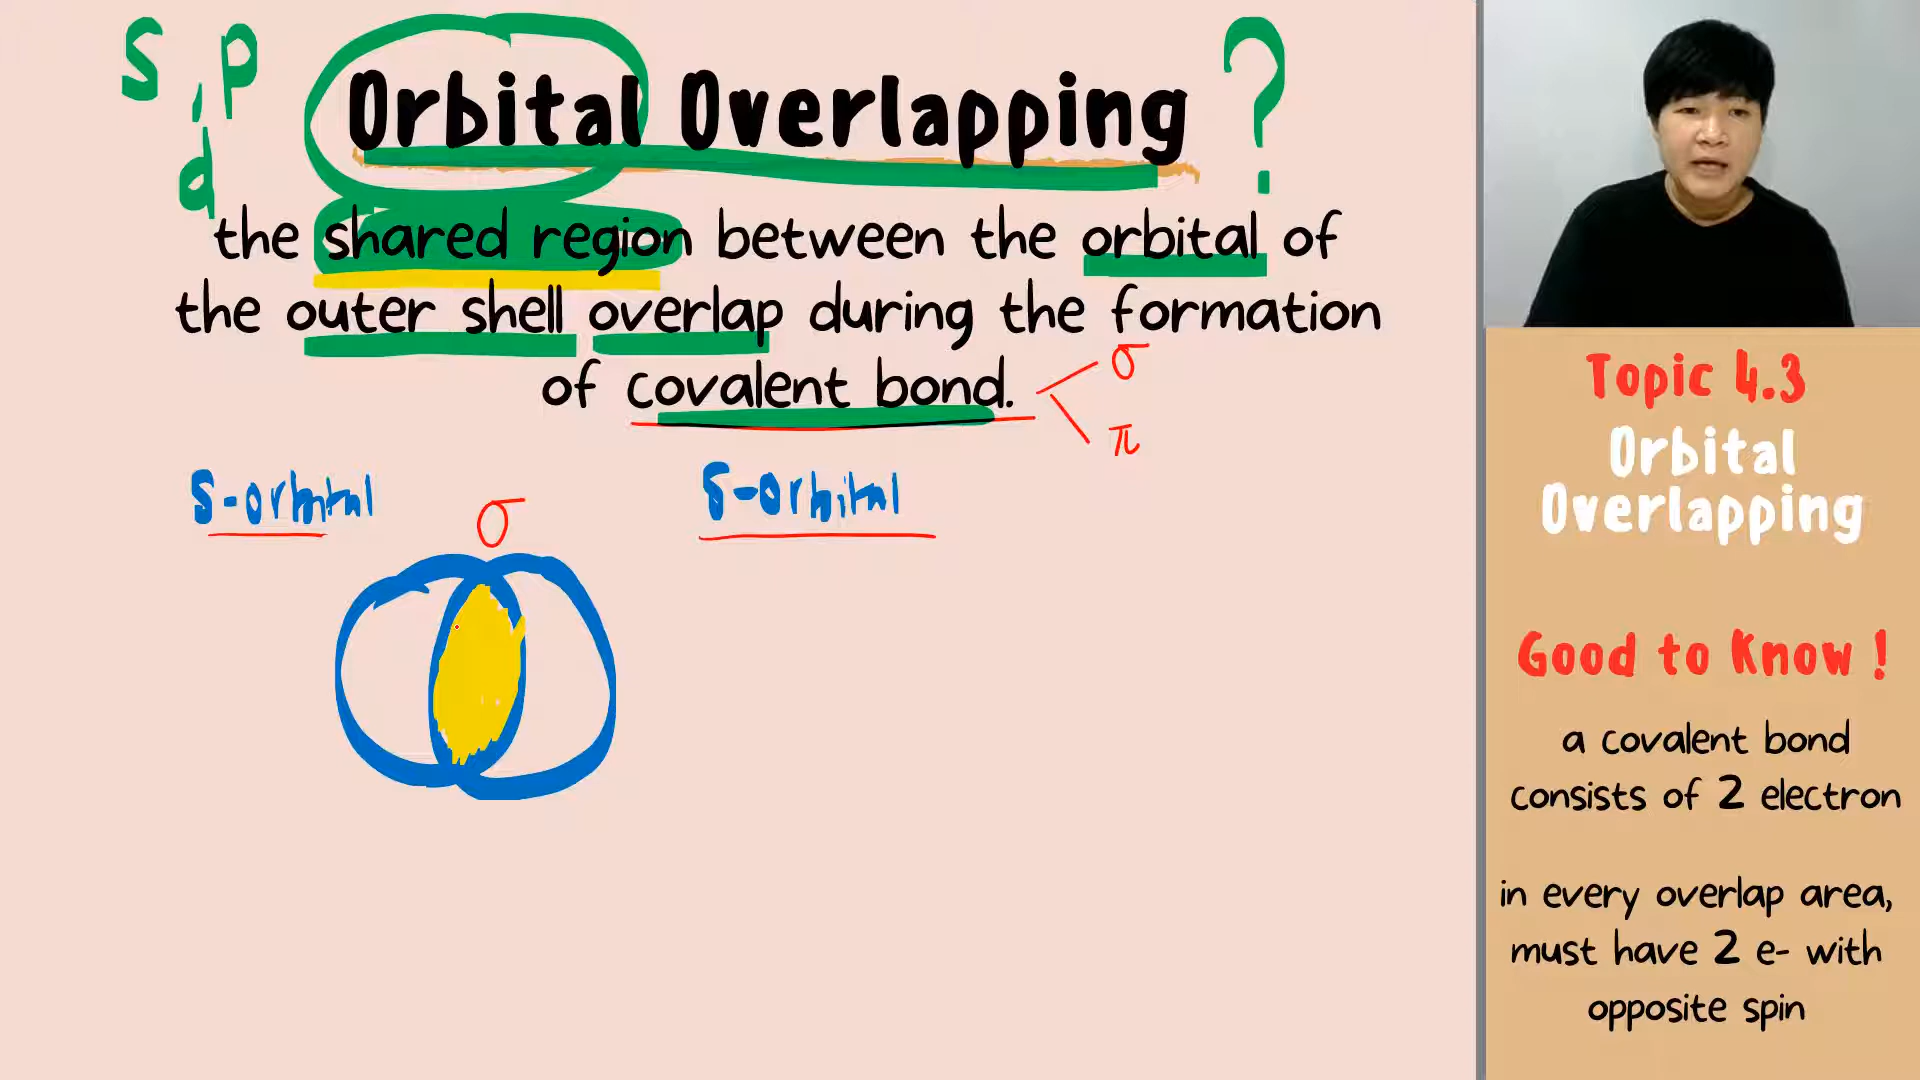 s, p
d
Orbital Overlapping ?
the shared region between the orbital of
the outer shell overlap during the formation
of covalent bond.
σ
π
s-orbital
s-orbital
σ
Topic 4.3
Orbital
Overlapping
Good to Know !
a covalent bond
consists of 2 electron
in every overlap area,
must have 2 e- with
opposite spin